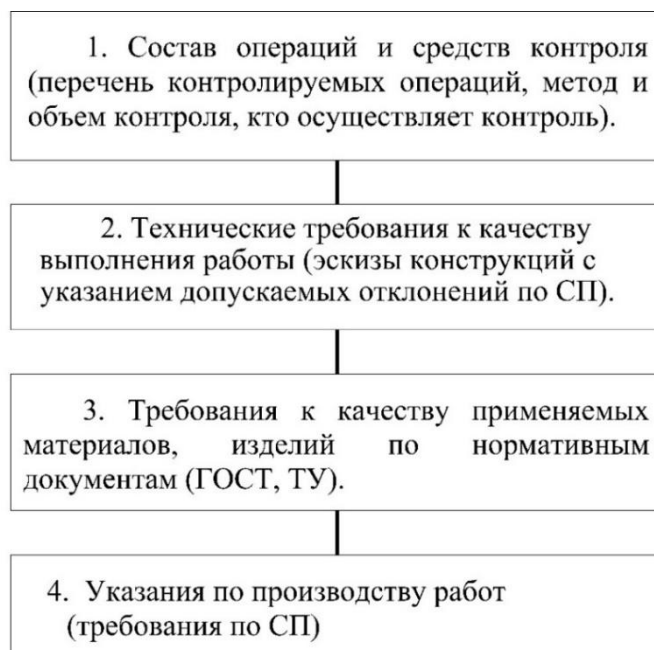 1. Состав операций и средств контроля
(перечень контролируемых операций, метод и
объем контроля, кто осуществляет контроль).
2. Технические требования к качеству
выполнения работы (эскизы конструкций с
указанием допускаемых отклонений по СП).
3. Требования к качеству применяемых
материалов, изделий по нормативным
документам (ГОСТ, ТУ).
4. Указания по производству работ
(требования по СП)